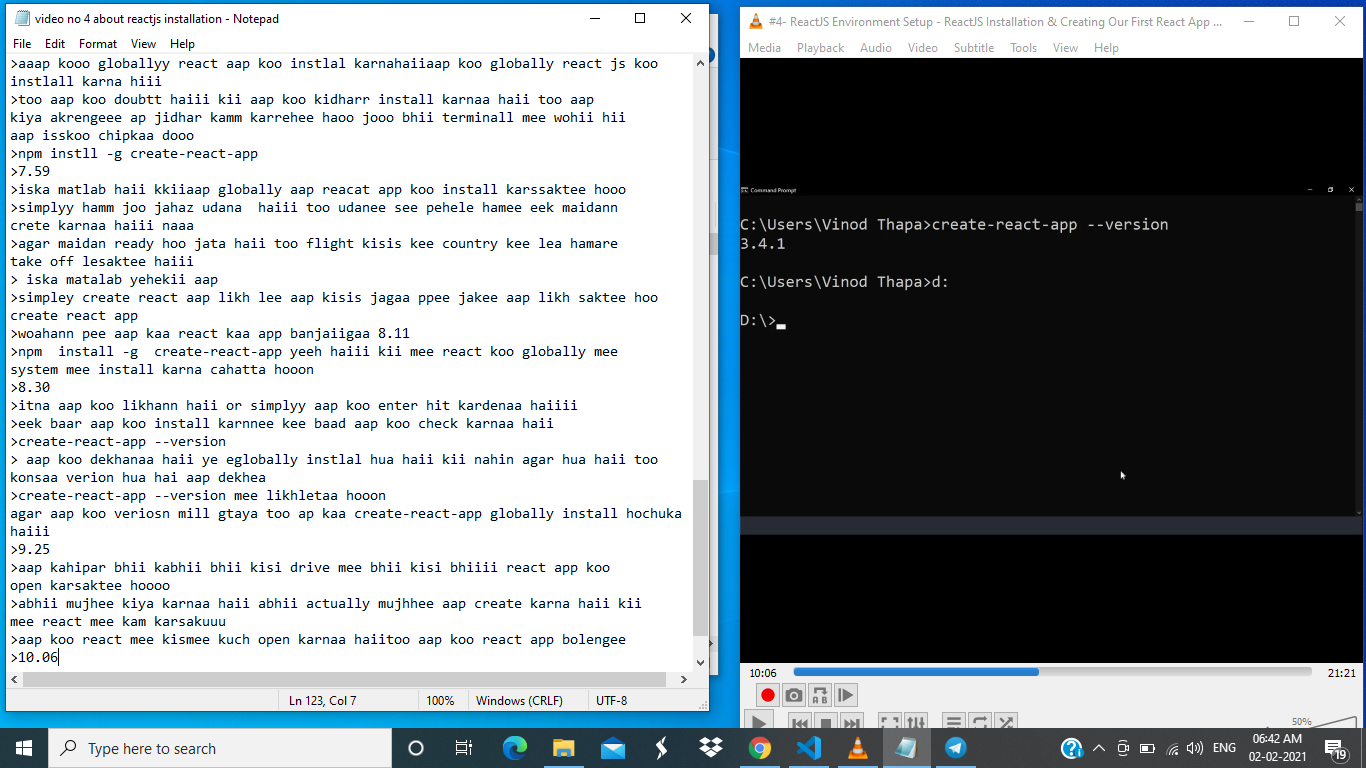 video no 4 about reactjs installation - Notepad
File Edit Format View Help
>aaap kooo globallyy react aap koo instlal karnahaiiaap koo globally react js koo
instlall karna hiii
>too aap koo doubtt haiii kii aap koo kidharr install karnaa haii too aap
kiya akrengeee ap jidhar kamm karrehee haoo jooo bhii terminall mee wohii hii
aap isskoo chipkaa dooo
>npm instll -g create-react-app
>7.59
>iska matlab haii kkiiaap globally aap reacat app koo install karssaktee hooo
>simplyy hamm joo jahaz udana  haiii too udanee see pehele hamee eek maidann
crete karnaa haiii naaa
>agar maidan ready hoo jata haii too flight kisis kee country kee lea hamare
take off lesaktee haiii
> iska matalab yehekii aap
>simpley create react aap likh lee aap kisis jagaa ppee jakee aap likh saktee hoo
create react app
>woahann pee aap kaa react kaa app banjaiigaa 8.11
>npm  install -g  create-react-app yeeh haiii kii mee react koo globally mee
system mee install karna cahatta hooon
>8.30
>itna aap koo likhann haii or simplyy aap koo enter hit kardenaa haiiii
>eek baar aap koo install karnnee kee baad aap koo check karnaa haii
>create-react-app --version
> aap koo dekhanaa haii ye eglobally instlal hua haii kii nahin agar hua haii too
konsaa verion hua hai aap dekhea
>create-react-app --version mee likhletaa hooon
agar aap koo veriosn mill gtaya too ap kaa create-react-app globally install hochuka
haiii
>9.25
>aap kahipar bhii kabhii bhii kisi drive mee bhii kisi bhiiii react app koo
open karsaktee hoooo
>abhii mujhee kiya karnaa haii abhii actually mujhhee aap create karna haii kii
mee react mee kam karsakuuu
>aap koo react mee kismee kuch open karnaa haiitoo aap koo react app bolengee
>10.06
Ln 123, Col 7 100% Windows (CRLF) UTF-8
#4- ReactJS Environment Setup - ReactJS Installation & Creating Our First React App ...
Media Playback Audio Video Subtitle Tools View Help
Command Prompt
C:\Users\Vinod Thapa>create-react-app --version
3.4.1
C:\Users\Vinod Thapa>d:
D:\>
10:06 21:21
A B
50%
Type here to search
ENG
06:42 AM
02-02-2021
19